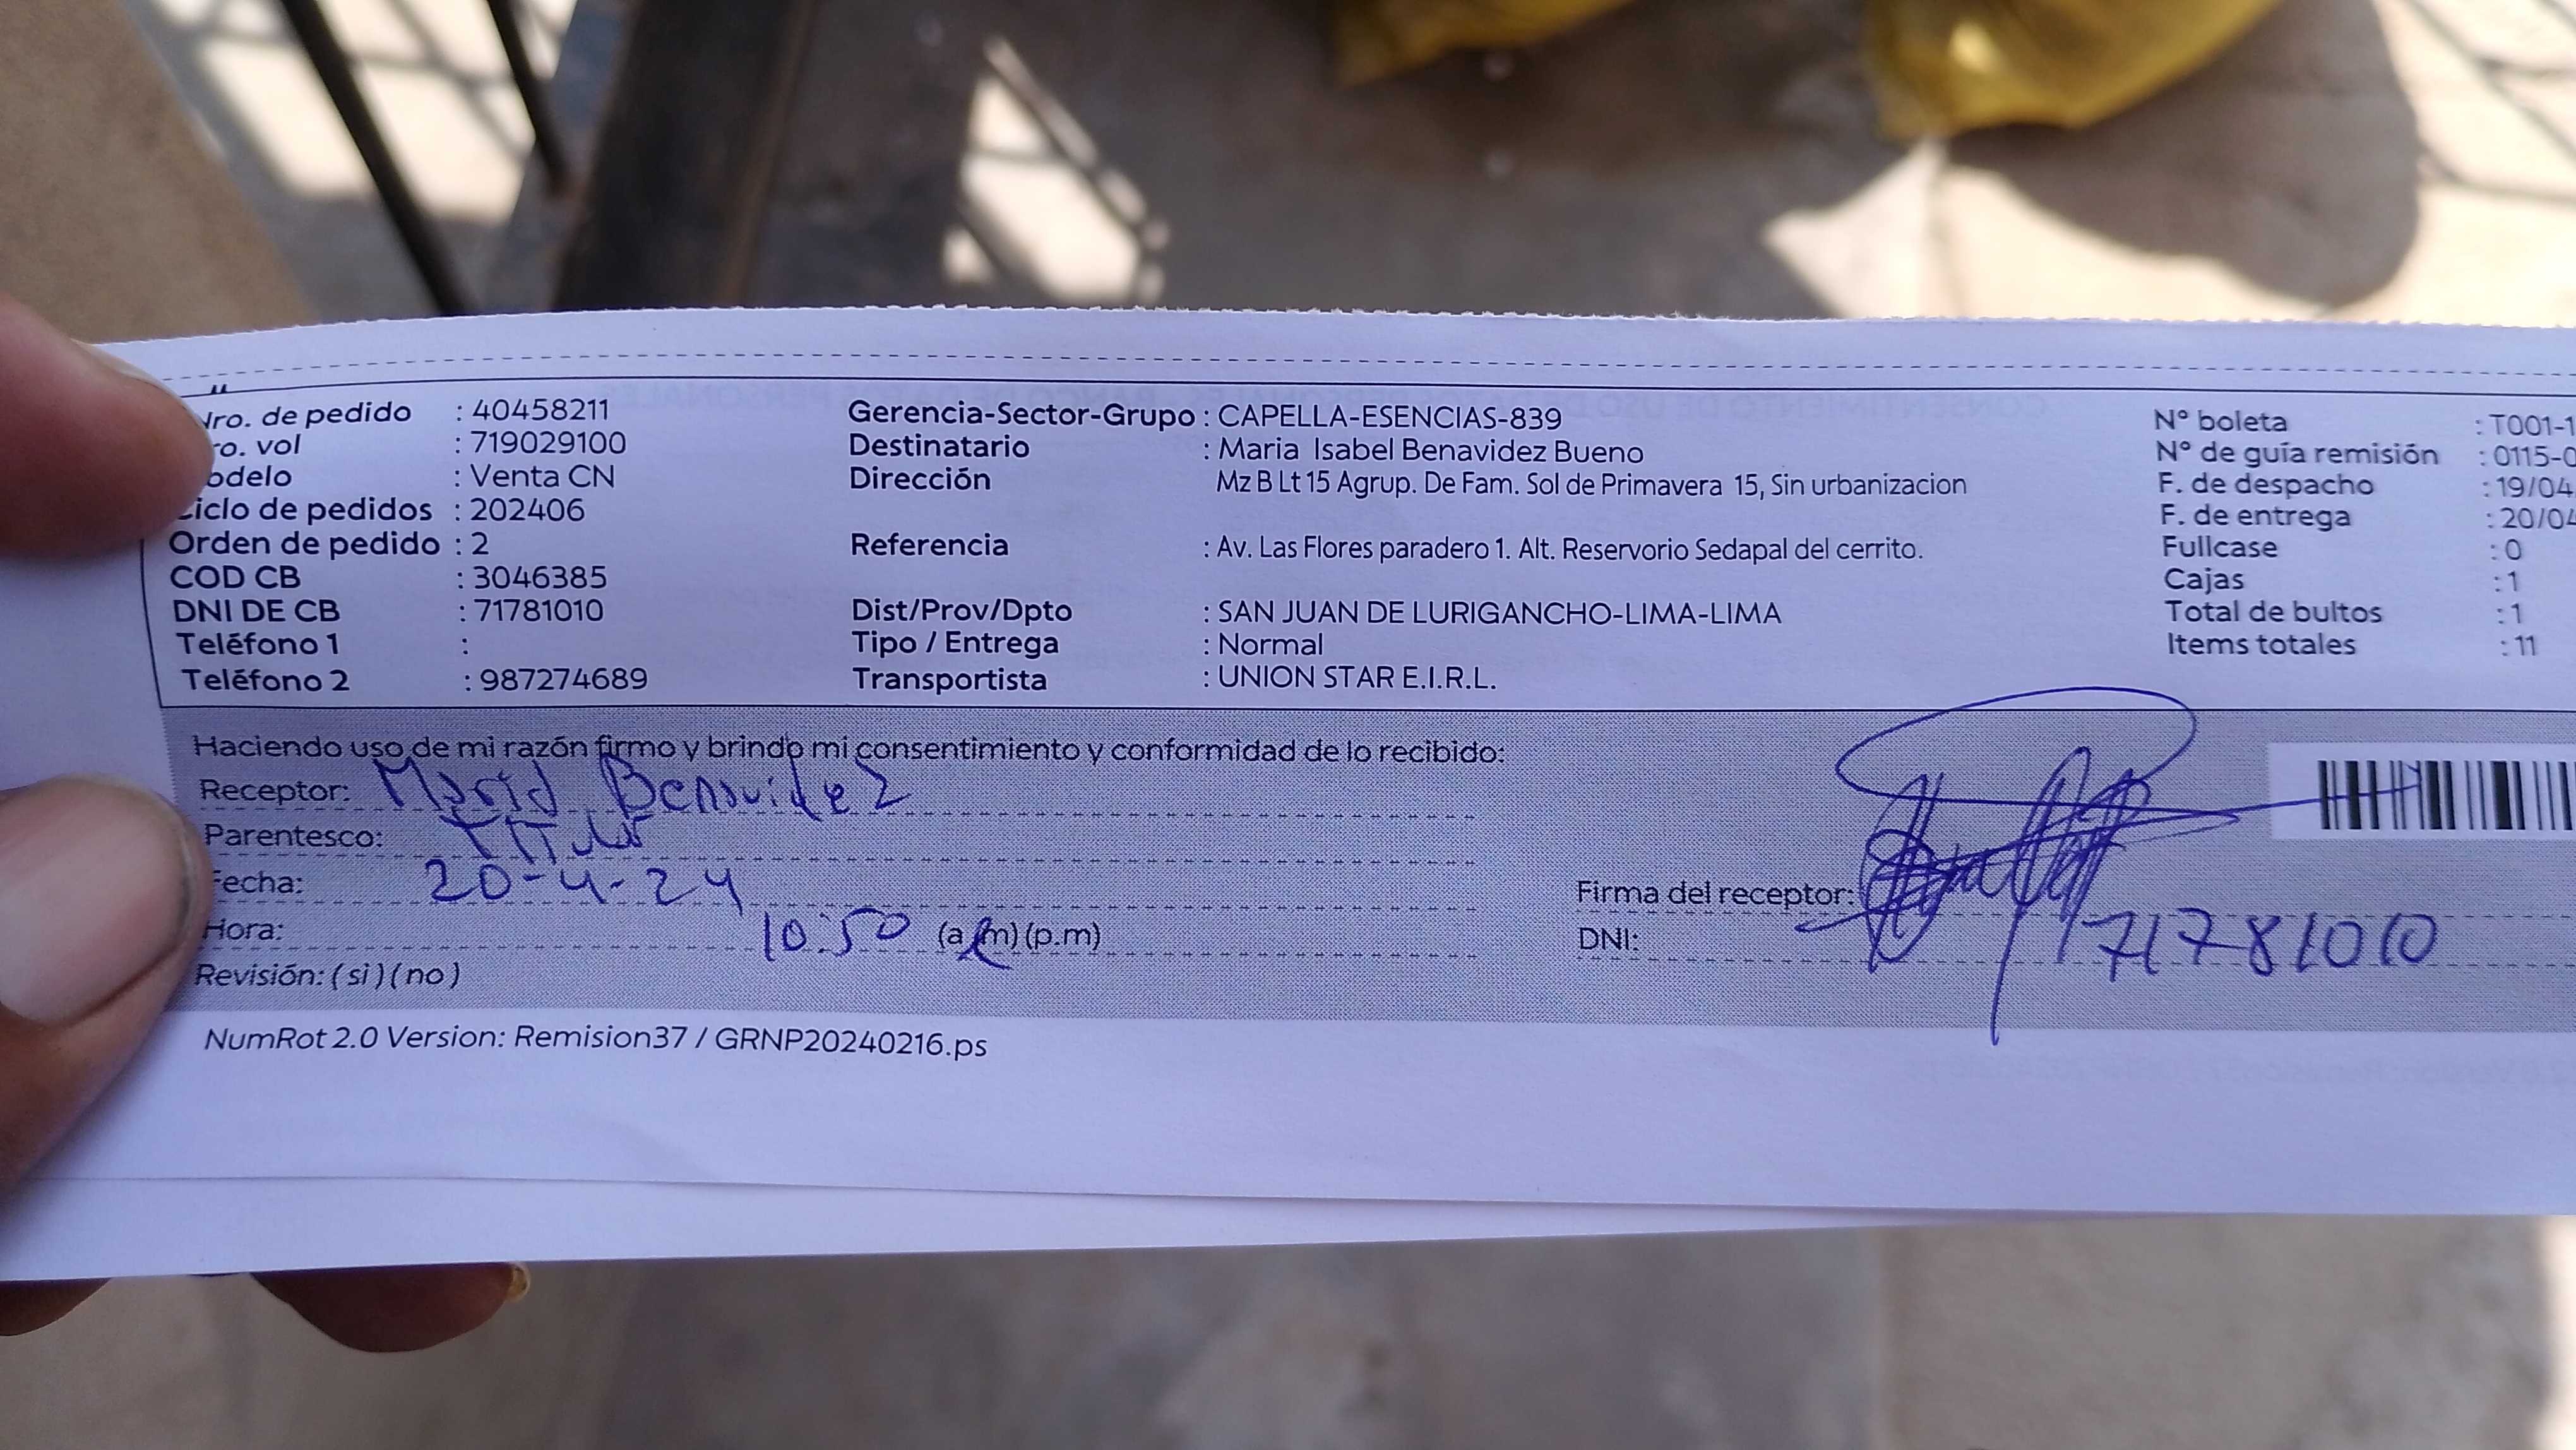 Nro. de pedido : 40458211 Gerencia-Sector-Grupo : CAPELLA-ESENCIAS-839 N° boleta : T001-1
ro. vol : 719029100 Destinatario : Maria Isabel Benavidez Bueno N° de guía remisión : 0115-0
odelo : Venta CN Dirección Mz B Lt 15 Agrup. De Fam. Sol de Primavera 15, Sin urbanizacion F. de despacho : 19/04
Ciclo de pedidos : 202406 F. de entrega : 20/04
Orden de pedido : 2 Referencia : Av. Las Flores paradero 1. Alt. Reservorio Sedapal del cerrito. Fullcase : 0
COD CB : 3046385 Cajas : 1
DNI DE CB : 71781010 Dist/Prov/Dpto : SAN JUAN DE LURIGANCHO-LIMA-LIMA Total de bultos : 1
Teléfono 1 : Tipo / Entrega : Normal Items totales : 11
Teléfono 2 : 987274689 Transportista : UNION STAR E.I.R.L.
Haciendo uso de mi razón firmo y brindo mi consentimiento y conformidad de lo recibido:
Receptor: Maria Benavidez
Parentesco: Titular
Fecha: 20-4-24 Firma del receptor:
Hora: 10:50 (a.m) (p.m) DNI: 71781010
Revisión: (si) (no)
NumRot 2.0 Version: Remision37 / GRNP20240216.ps